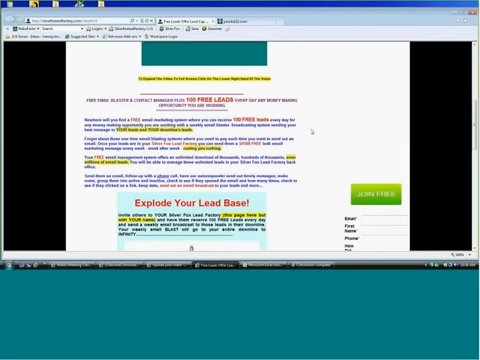 http://silverfoxleadfactory.com/
Free Leads Offer Lead Cap...
To Expand The Video To Full Screen Click On The Lower Right Hand Of The Video
FREE EMAIL BLASTER & CONTACT MANAGER PLUS 100 FREE LEADS EVERY DAY ANY MONEY MAKING
OPPORTUNITY YOU ARE WORKING
Nowhere will you find a FREE email marketing system where you can receive 100 FREE leads every day for
any money making opportunity you are working with a weekly email blaster broadcasting system sending your
best message to YOUR leads and YOUR downline's leads.
Forget about those one time email blasting systems where you need to pay each time you want to send out an
email. Once your leads are in your Silver Fox Lead Factory you can send them a SPAM FREE bulk email
marketing message every week - week after week - costing you nothing.
Your FREE email management system offers an unlimited download of thousands, hundreds of thousands, even
millions of email leads. You will be able to manage these unlimited leads in your Silver Fox Lead Factory back
office.
Send them an email, follow-up with a phone call, have our autoresponder send out timely messages, make
notes, group them into active and inactive, check to see if they opened the email and how many times, check to
see if they clicked on a link, keep stats, send out an email broadcast to your leads and more...
Explode Your Lead Base!
Invite others to YOUR Silver Fox Lead Factory (this page here but
with YOUR name) and have them receive 100 FREE Leads every day
and send a weekly email broadcast to those leads in their downline.
Your weekly email BLAST will go to your entire downline to
INFINITY...
JOIN FREE
Email*
First
Name*
Phone*
How